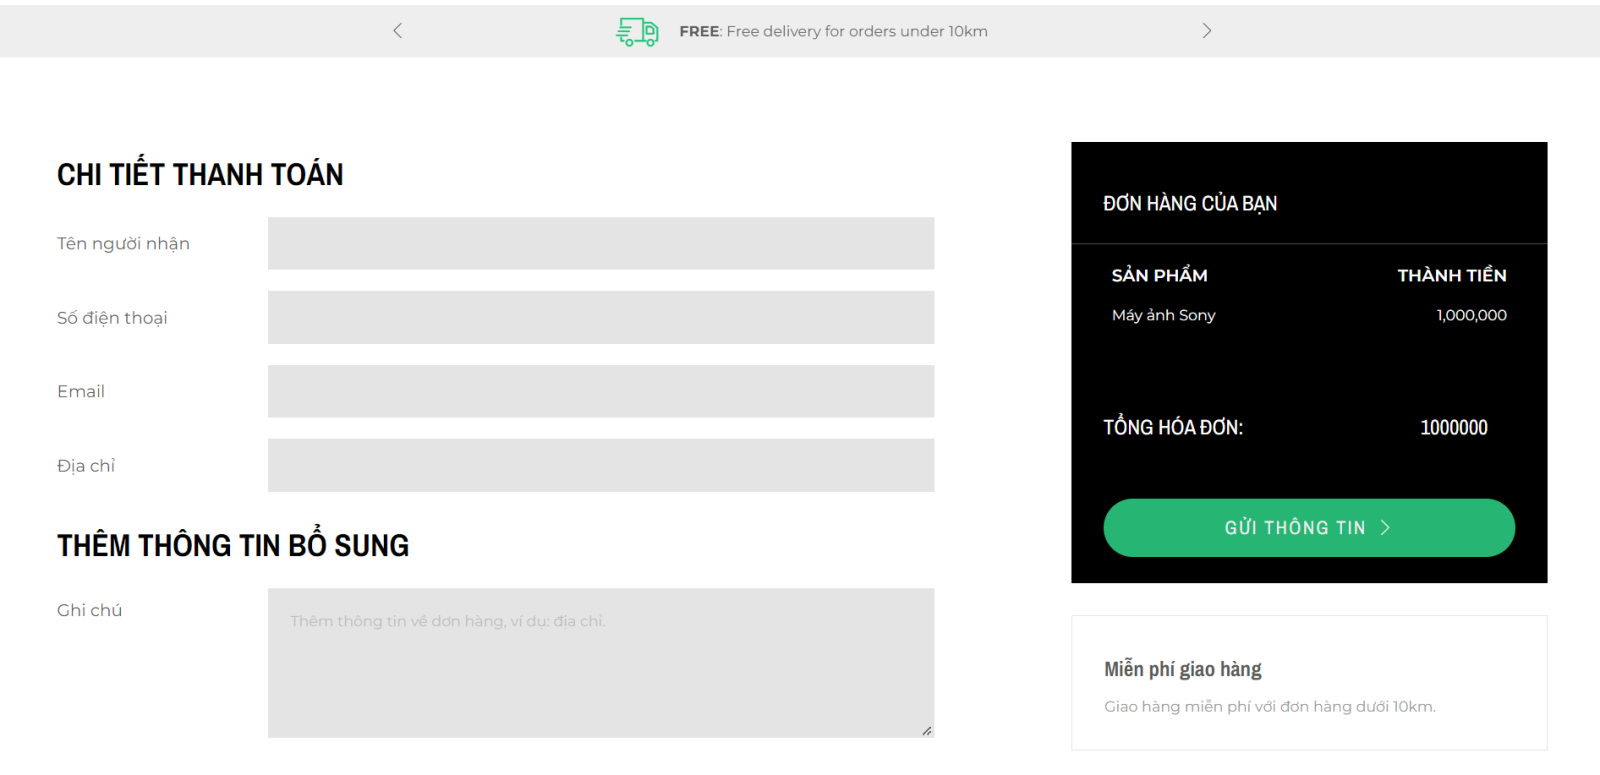 FREE: Free delivery for orders under 10km
CHI TIẾT THANH TOÁN
Tên người nhận
Số điện thoại
Email
Địa chỉ
THÊM THÔNG TIN BỔ SUNG
Ghi chú
Thêm thông tin về dơn hàng, ví dụ: đia chỉ.
ĐƠN HÀNG CỦA BẠN
SẢN PHẨM THÀNH TIỀN
Máy ảnh Sony 1,000,000
TỔNG HÓA ĐƠN: 1000000
GỬI THÔNG TIN
Miễn phí giao hàng
Giao hàng miễn phí với đơn hàng dưới 10km.